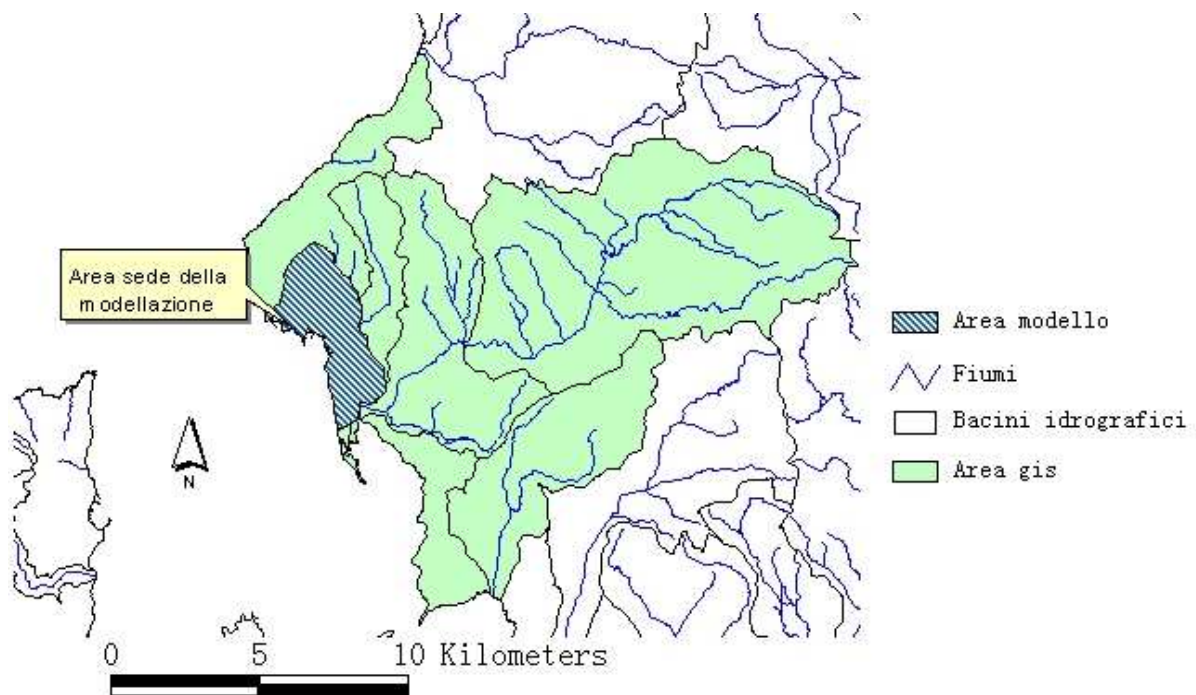 Area sede della
modellazione
Area modello
Fiumi
Bacini idrografici
Area gis
N
0 5 10 Kilometers